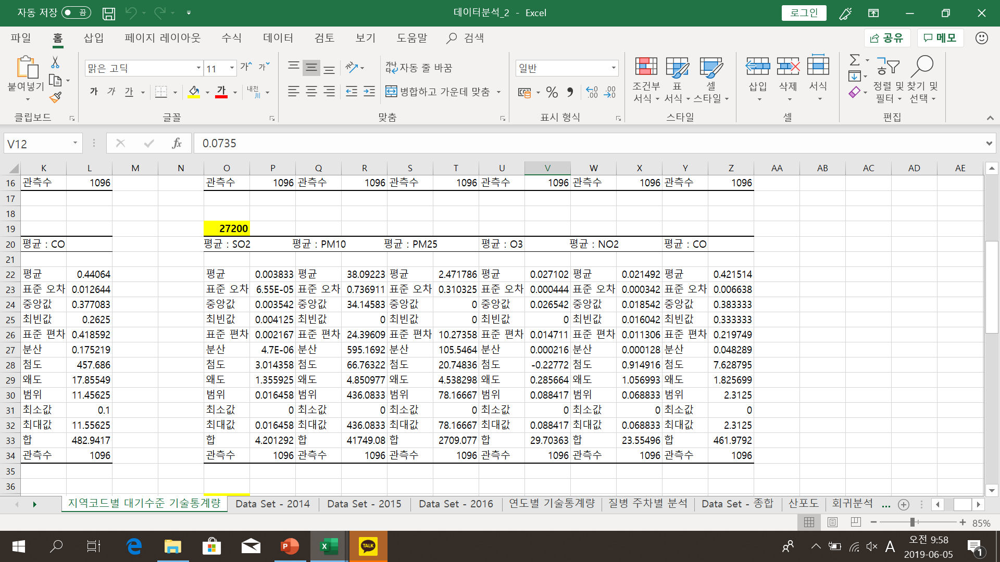 자동 저장 끔 데이터분석_2 - Excel 로그인
파일 홈 삽입 페이지 레이아웃 수식 데이터 검토 보기 도움말 검색 공유 메모
붙여넣기 맑은 고딕 11 가 가 가나다 자동 줄 바꿈 일반 조건부 서식 표 서식 셀 스타일 삽입 삭제 서식 정렬 및 필터 찾기 및 선택
가 가 가 가 내천 川 병합하고 가운데 맞춤 % .00
클립보드 글꼴 맞춤 표시 형식 스타일 셀 편집
V12 fx 0.0735
K L M N O P Q R S T U V W X Y Z AA AB AC AD AE
16 관측수 1096 관측수 1096 관측수 1096 관측수 1096 관측수 1096 관측수 1096 관측수 1096
17
18
19 27200
20 평균 : CO 평균 : SO2 평균 : PM10 평균 : PM25 평균 : O3 평균 : NO2 평균 : CO
21
22 평균 0.44064 평균 0.003833 평균 38.09223 평균 2.471786 평균 0.027102 평균 0.021492 평균 0.421514
23 표준 오차 0.012644 표준 오차 6.55E-05 표준 오차 0.736911 표준 오차 0.310325 표준 오차 0.000444 표준 오차 0.000342 표준 오차 0.006638
24 중앙값 0.377083 중앙값 0.003542 중앙값 34.14583 중앙값 0 중앙값 0.026542 중앙값 0.018542 중앙값 0.383333
25 최빈값 0.2625 최빈값 0.004125 최빈값 0 최빈값 0 최빈값 0 최빈값 0.016042 최빈값 0.333333
26 표준 편차 0.418592 표준 편차 0.002167 표준 편차 24.39609 표준 편차 10.27358 표준 편차 0.014711 표준 편차 0.011306 표준 편차 0.219749
27 분산 0.175219 분산 4.7E-06 분산 595.1692 분산 105.5464 분산 0.000216 분산 0.000128 분산 0.048289
28 첨도 457.686 첨도 3.014358 첨도 66.76322 첨도 20.74836 첨도 -0.22772 첨도 0.914916 첨도 7.628795
29 왜도 17.85549 왜도 1.355925 왜도 4.850977 왜도 4.538298 왜도 0.285664 왜도 1.056993 왜도 1.825699
30 범위 11.45625 범위 0.016458 범위 436.0833 범위 78.16667 범위 0.088417 범위 0.068833 범위 2.3125
31 최소값 0.1 최소값 0 최소값 0 최소값 0 최소값 0 최소값 0 최소값 0
32 최대값 11.55625 최대값 0.016458 최대값 436.0833 최대값 78.16667 최대값 0.088417 최대값 0.068833 최대값 2.3125
33 합 482.9417 합 4.201292 합 41749.08 합 2709.077 합 29.70363 합 23.55496 합 461.9792
34 관측수 1096 관측수 1096 관측수 1096 관측수 1096 관측수 1096 관측수 1096 관측수 1096
35
36
지역코드별 대기수준 기술통계량 Data Set - 2014 Data Set - 2015 Data Set - 2016 연도별 기술통계량 질병 주차별 분석 Data Set - 종합 산포도 회귀분석 ...
85%
TALK A 오전 9:58
2019-06-05 1